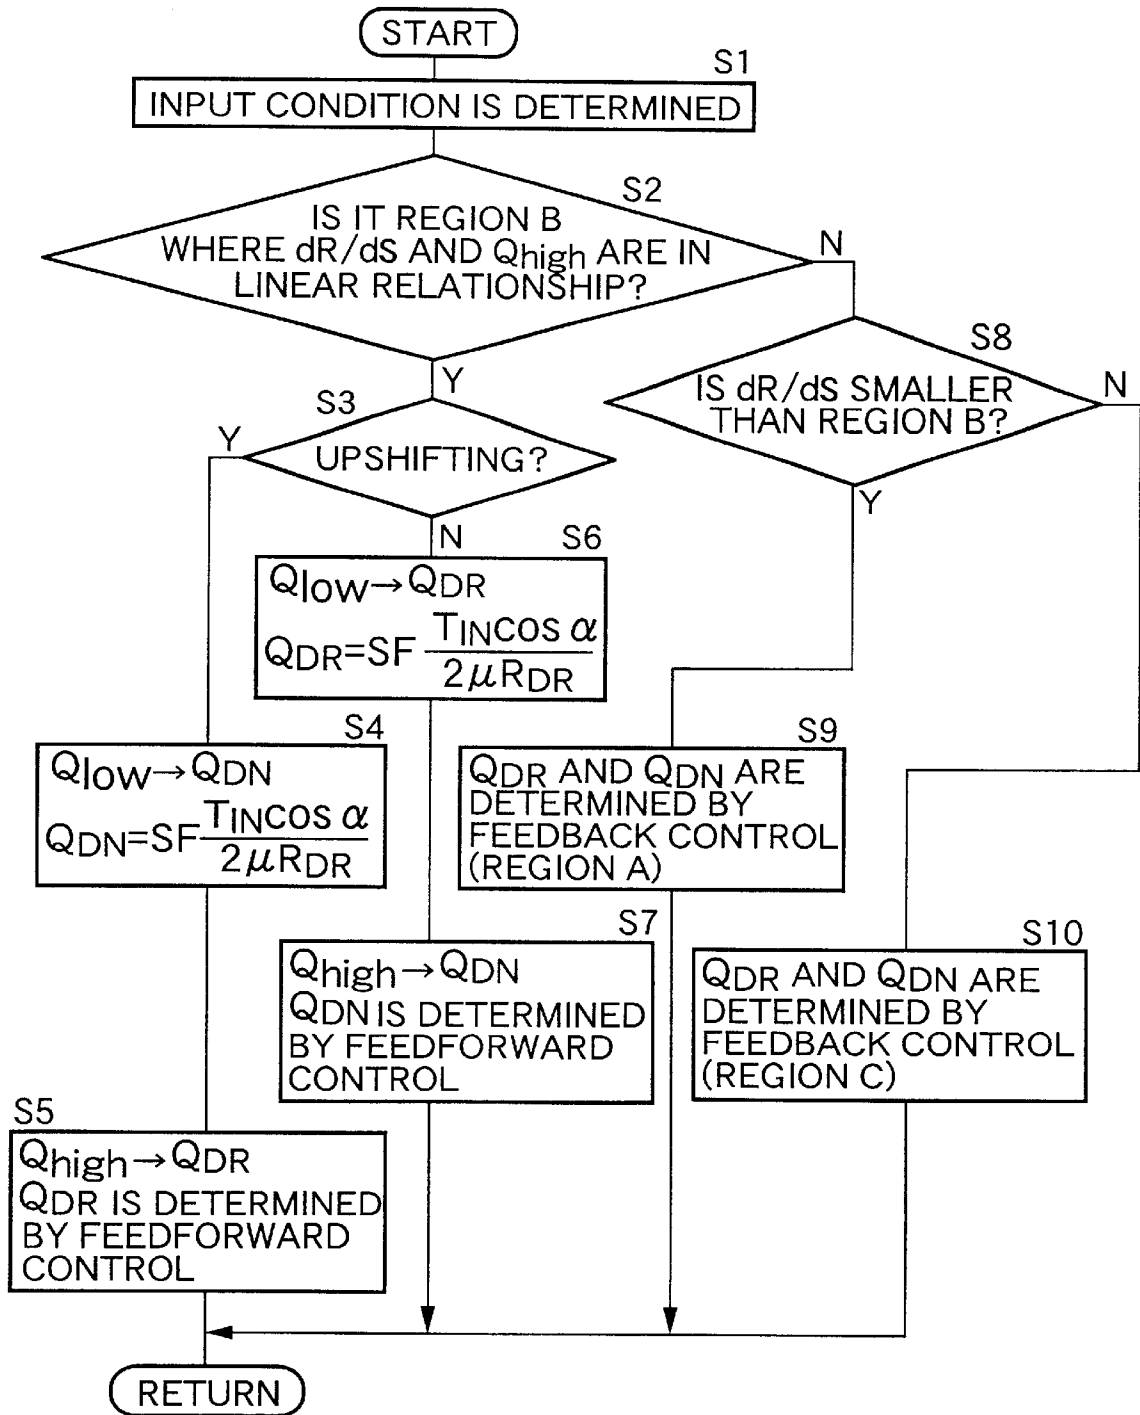 START
S1
INPUT CONDITION IS DETERMINED
S2
IS IT REGION B
WHERE dR/dS AND Qhigh ARE IN
LINEAR RELATIONSHIP?
N
Y
S8
IS dR/dS SMALLER
THAN REGION B?
N
Y
S3
UPSHIFTING?
Y
N
S6
Qlow→QDR
QDR=SF TINCOS α
2μRDR
S4
Qlow→QDN
QDN=SF TINCOS α
2μRDR
S9
QDR AND QDN ARE
DETERMINED BY
FEEDBACK CONTROL
(REGION A)
S7
Qhigh→QDN
QDN IS DETERMINED
BY FEEDFORWARD
CONTROL
S10
QDR AND QDN ARE
DETERMINED BY
FEEDBACK CONTROL
(REGION C)
S5
Qhigh→QDR
QDR IS DETERMINED
BY FEEDFORWARD
CONTROL
RETURN